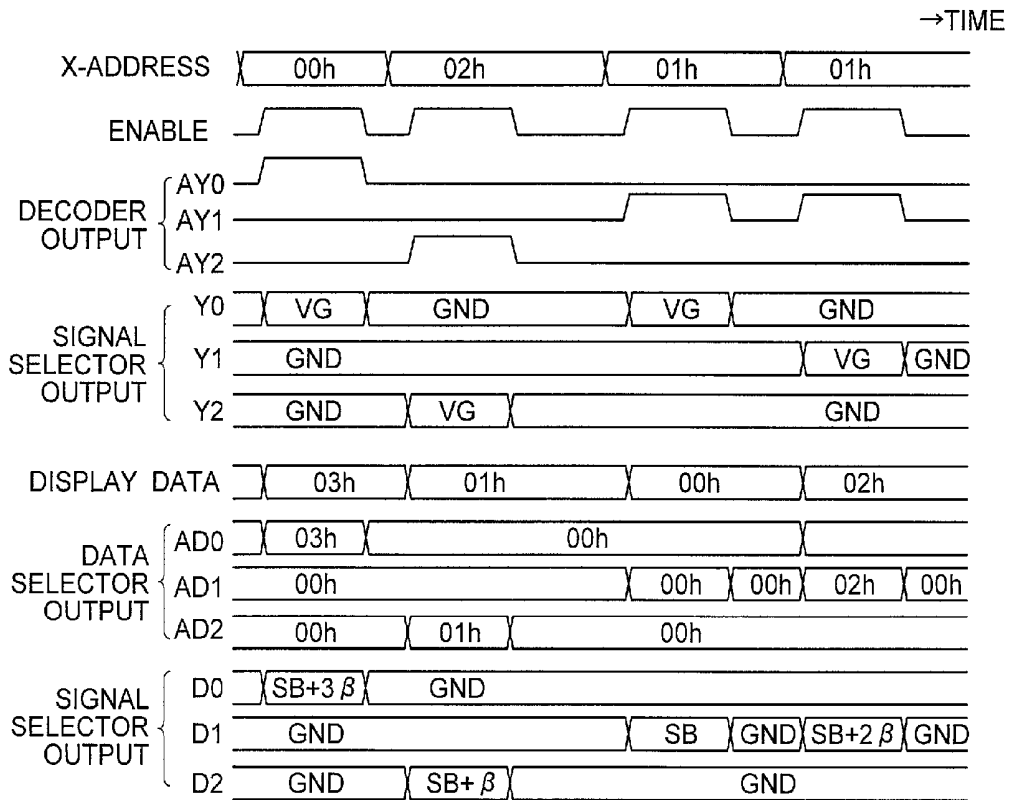 →TIME
X-ADDRESS 00h 02h 01h 01h
ENABLE
DECODER OUTPUT
AY0
AY1
AY2
SIGNAL SELECTOR OUTPUT
Y0 VG GND VG GND
Y1 GND VG GND
Y2 GND VG GND
DISPLAY DATA 03h 01h 00h 02h
DATA SELECTOR OUTPUT
AD0 03h 00h
AD1 00h 00h 00h 02h 00h
AD2 00h 01h 00h
SIGNAL SELECTOR OUTPUT
D0 SB+3β GND
D1 GND SB GND SB+2β GND
D2 GND SB+β GND